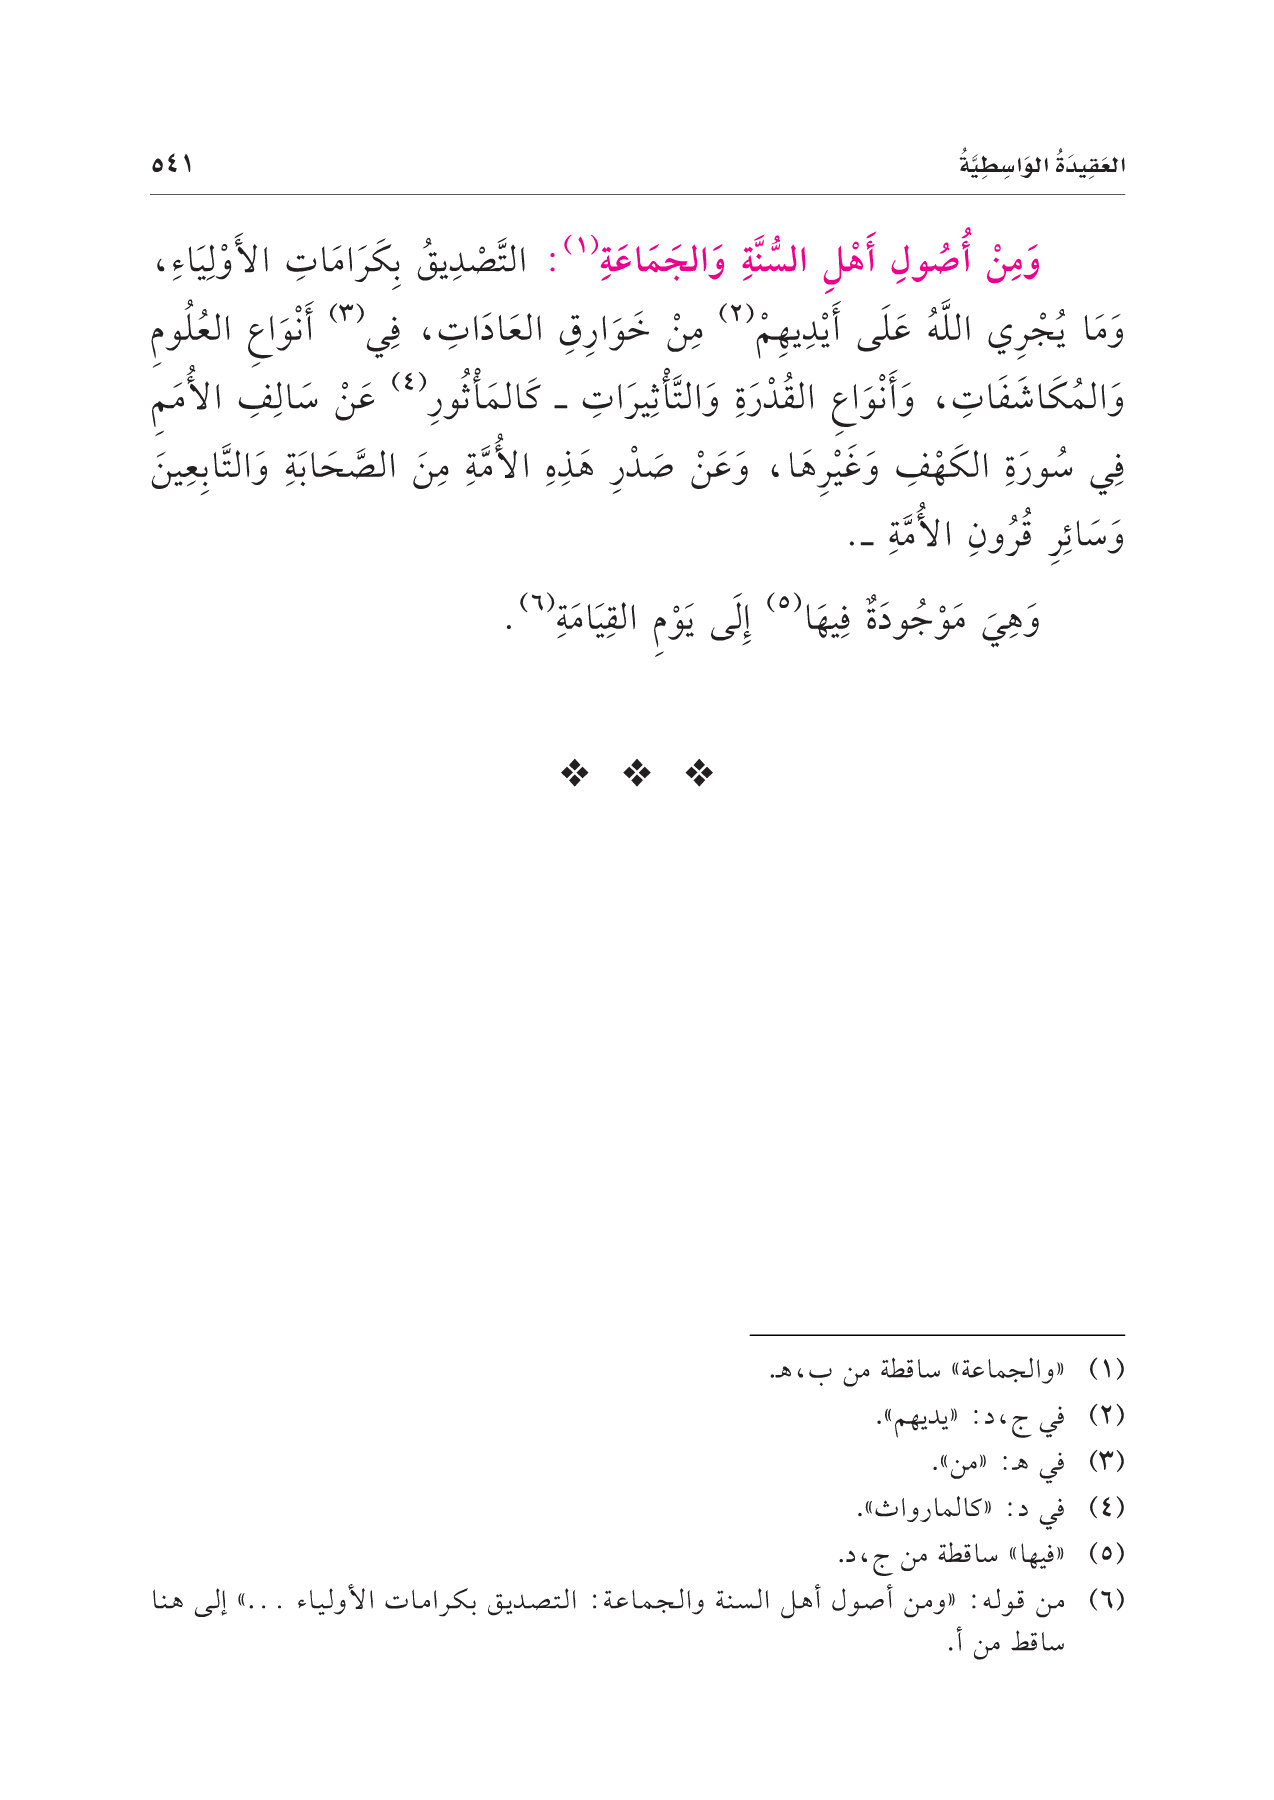 العَقِيدَةُ الوَاسِطِيَّةُ ٥٤١
وَمِنْ أُصُولِ أَهْلِ السُّنَّةِ وَالجَمَاعَةِ(١): التَّصْدِيقُ بِكَرَامَاتِ الأَوْلِيَاءِ،
وَمَا يُجْرِي اللَّهُ عَلَى أَيْدِيهِمْ(٢) مِنْ خَوَارِقِ العَادَاتِ، فِي(٣) أَنْوَاعِ العُلُومِ
وَالمُكَاشَفَاتِ، وَأَنْوَاعِ القُدْرَةِ وَالتَّأْثِيرَاتِ ـ كَالمَأْثُورِ(٤) عَنْ سَالِفِ الأُمَمِ
فِي سُورَةِ الكَهْفِ وَغَيْرِهَا، وَعَنْ صَدْرِ هَذِهِ الأُمَّةِ مِنَ الصَّحَابَةِ وَالتَّابِعِينَ
وَسَائِرِ قُرُونِ الأُمَّةِ ـ.
وَهِيَ مَوْجُودَةٌ فِيهَا(٥) إِلَى يَوْمِ القِيَامَةِ(٦).
(١) «والجماعة» ساقطة من ب، هـ.
(٢) في ج، د: «يديهم».
(٣) في هـ: «من».
(٤) في د: «كالمارواث».
(٥) «فيها» ساقطة من ج، د.
(٦) من قوله: «ومن أصول أهل السنة والجماعة: التصديق بكرامات الأولياء ...» إلى هنا
ساقط من أ.